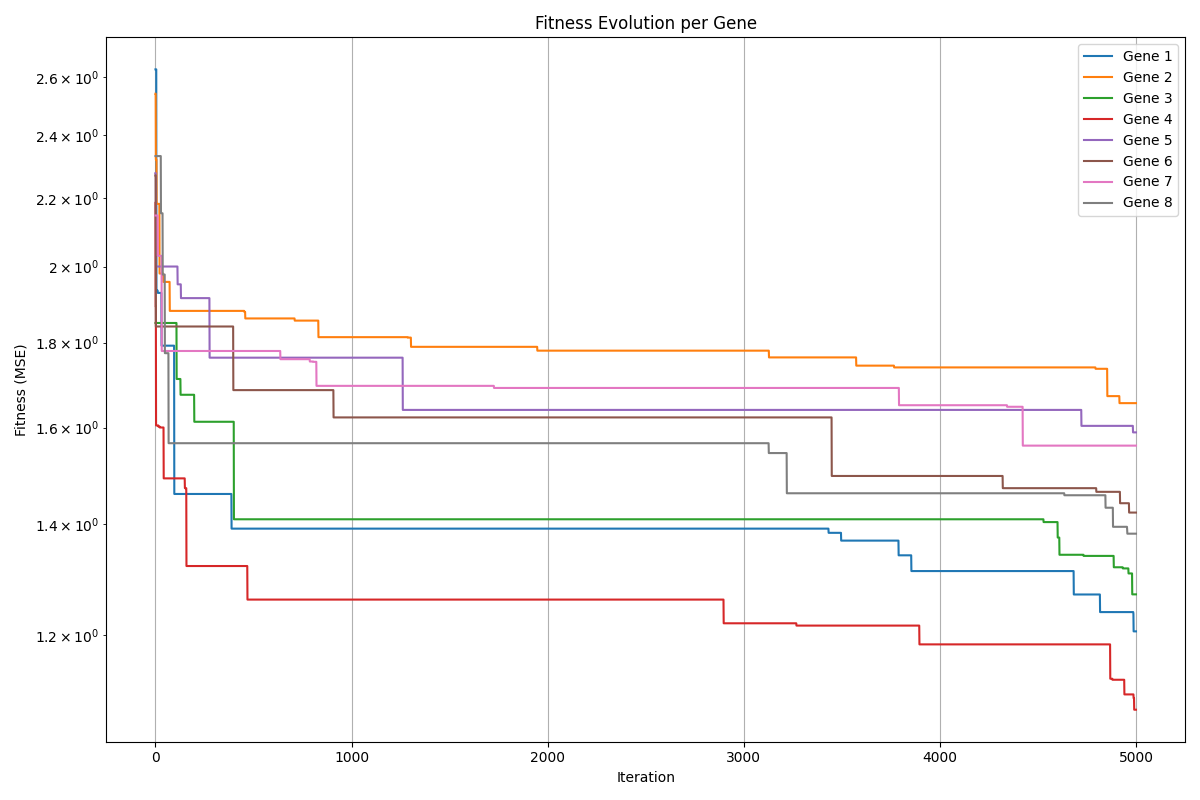 Fitness Evolution per Gene
Fitness (MSE)
2.6 × 10⁰
2.4 × 10⁰
2.2 × 10⁰
2 × 10⁰
1.8 × 10⁰
1.6 × 10⁰
1.4 × 10⁰
1.2 × 10⁰
Gene 1
Gene 2
Gene 3
Gene 4
Gene 5
Gene 6
Gene 7
Gene 8
0 1000 2000 3000 4000 5000
Iteration